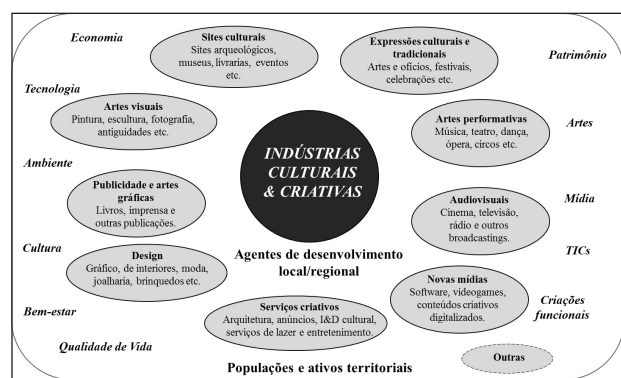 Economia
Sites culturais
Sites arqueológicos,
museus, livrarias, eventos
etc.
Expressões culturais e
tradicionais
Artes e ofícios, festivais,
celebrações etc.
Patrimônio
Tecnologia
Artes visuais
Pintura, escultura, fotografia,
antiguidades etc.
INDÚSTRIAS
CULTURAIS
& CRIATIVAS
Artes performativas
Música, teatro, dança,
ópera, circos etc.
Artes
Ambiente
Publicidade e artes
gráficas
Livros, imprensa e
outras publicações.
Audiovisuais
Cinema, televisão,
rádio e outros
broadcastings.
Mídia
Cultura
Design
Gráfico, de interiores, moda,
joalharia, brinquedos etc.
Agentes de desenvolvimento
local/regional
TICs
Bem-estar
Serviços criativos
Arquitetura, anúncios, I&D cultural,
serviços de lazer e entretenimento.
Novas mídias
Software, videogames,
conteúdos criativos
digitalizados.
Criações
funcionais
Qualidade de Vida
Populações e ativos territoriais
Outras